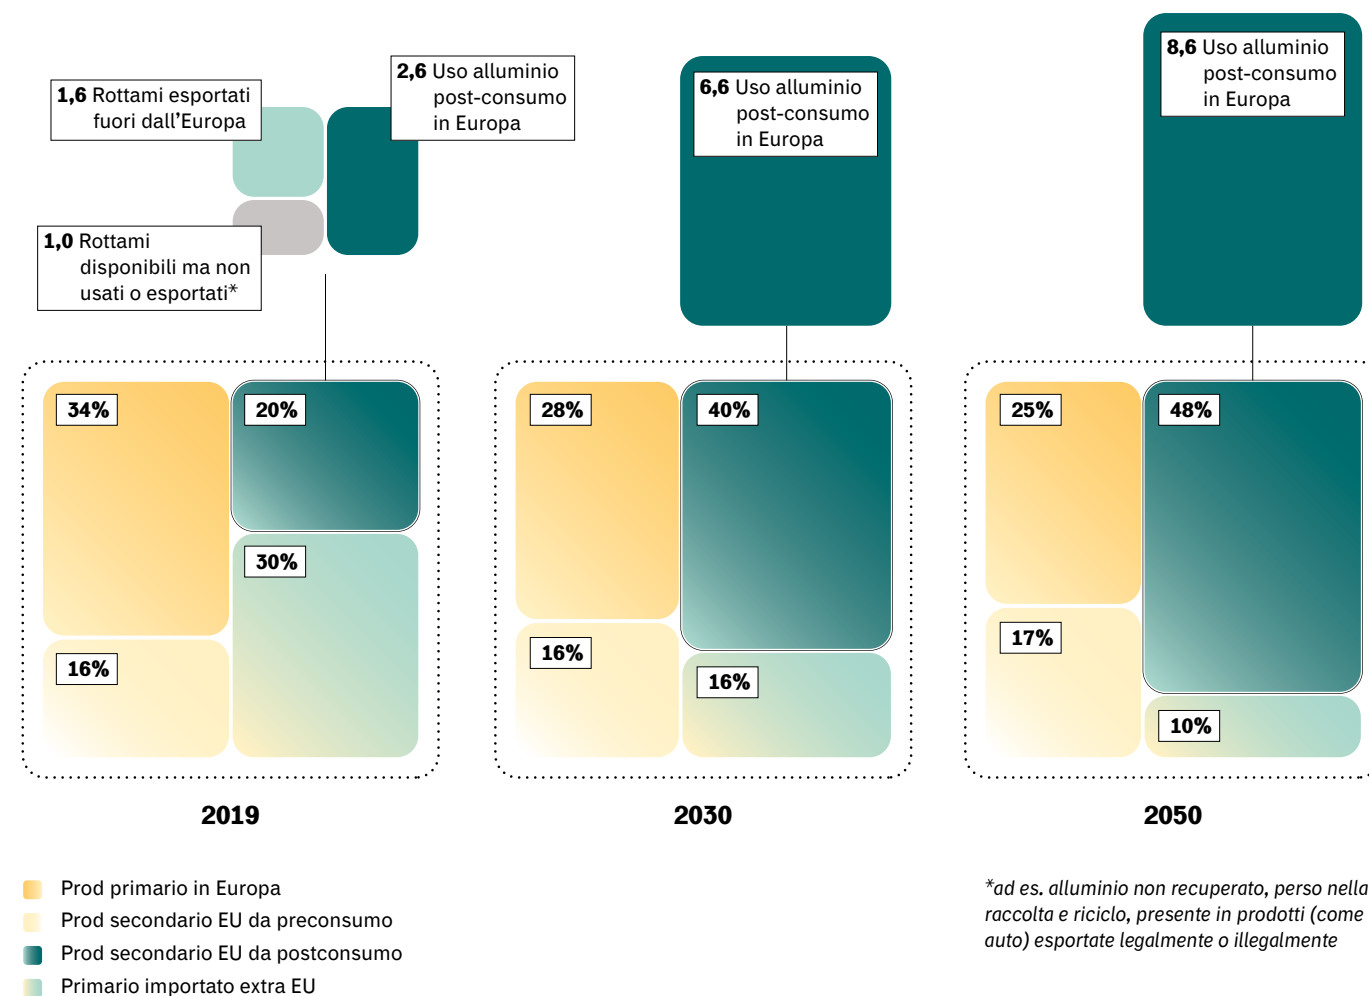 1,6 Rottami esportati
fuori dall’Europa
2,6 Uso alluminio
post-consumo
in Europa
1,0 Rottami
disponibili ma non
usati o esportati*
6,6 Uso alluminio
post-consumo
in Europa
8,6 Uso alluminio
post-consumo
in Europa
34%
20%
30%
16%
2019
28%
40%
16%
16%
2030
25%
48%
17%
10%
2050
Prod primario in Europa
Prod secondario EU da preconsumo
Prod secondario EU da postconsumo
Primario importato extra EU
*ad es. alluminio non recuperato, perso nella
raccolta e riciclo, presente in prodotti (come
auto) esportate legalmente o illegalmente